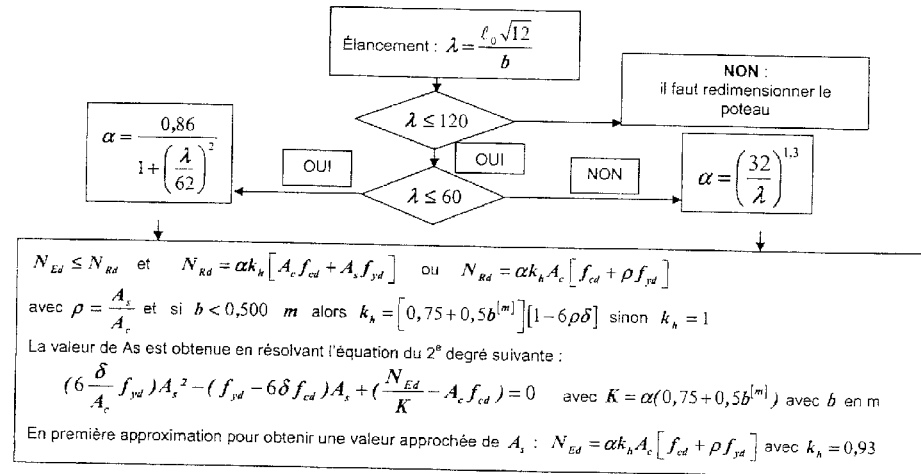 Élancement : λ = ℓ₀√12 / b
NON :
il faut redimensionner le
poteau
λ ≤ 120
α = 0,86 / (1 + (λ/62)²)
OUI
OUI
NON
λ ≤ 60
α = (32/λ)^1,3
N_Ed ≤ N_Rd et N_Rd = αk_h[A_c f_cd + A_s f_yd] ou N_Rd = αk_h A_c[f_cd + ρf_yd]
avec ρ = A_s/A_c et si b < 0,500 m alors k_h = [0,75 + 0,5b^[m]][1 − 6ρδ] sinon k_h = 1
La valeur de As est obtenue en résolvant l'équation du 2e degré suivante :
(6 δ/A_c f_yd)A_s² − (f_yd − 6δf_cd)A_s + (N_Ed/K − A_c f_cd) = 0 avec K = α(0,75 + 0,5b^[m]) avec b en m
En première approximation pour obtenir une valeur approchée de A_s : N_Ed = αk_h A_c[f_cd + ρf_yd] avec k_h = 0,93